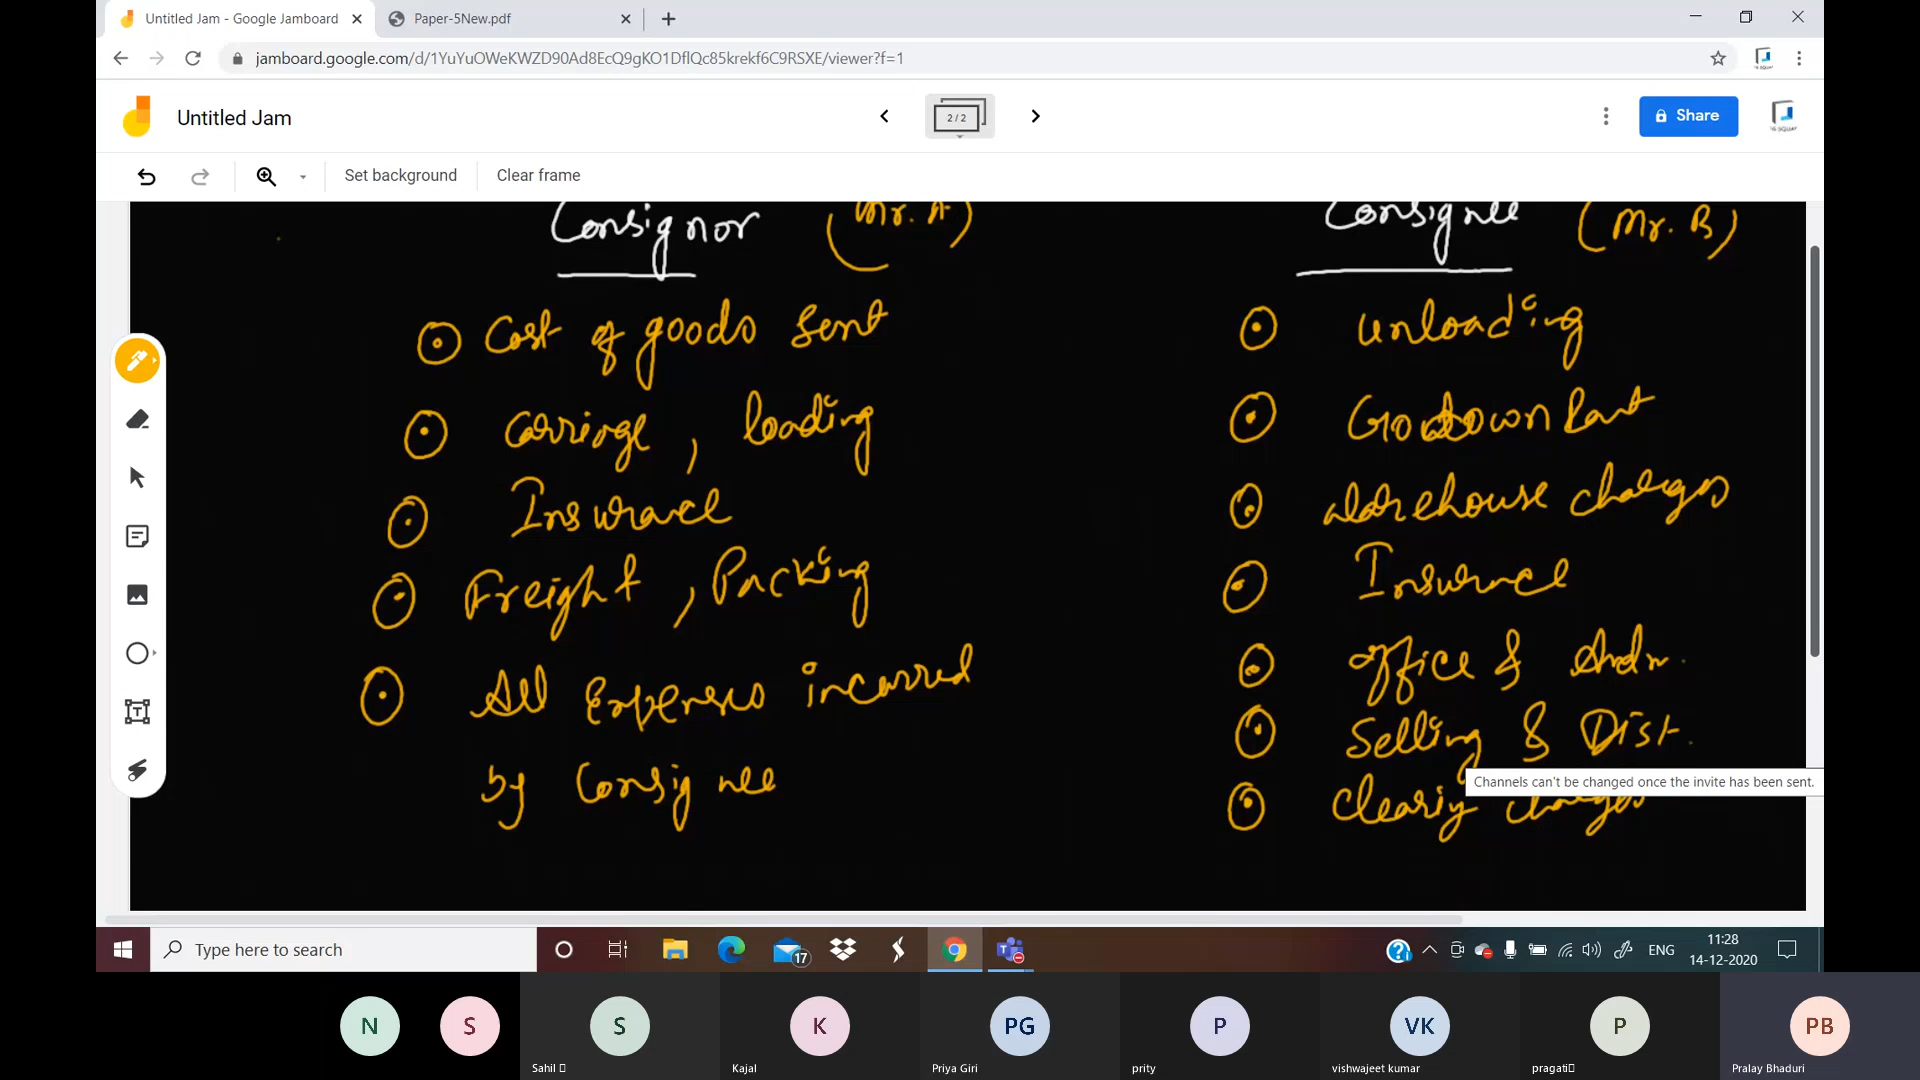 Untitled Jam - Google Jamboard
Paper-5New.pdf
jamboard.google.com/d/1YuYuOWeKWZD90Ad8EcQ9gKO1DflQc85krekf6C9RSXE/viewer?f=1
Untitled Jam
2 / 2
Share
Set background
Clear frame
Consignor (Mr. A)
Consignee (Mr. B)
Cost of goods sent
Carriage, loading
Insurance
Freight, Packing
All Expenses incurred
by Consignee
unloading
Godown Rent
warehouse charges
Insurance
office & Adm.
Selling & Dist.
Channels can't be changed once the invite has been sent.
Clearing charges
Type here to search
17
ENG
11:28
14-12-2020
N
S
S
K
PG
P
VK
P
PB
Sahil
Kajal
Priya Giri
prity
vishwajeet kumar
pragati
Pralay Bhaduri